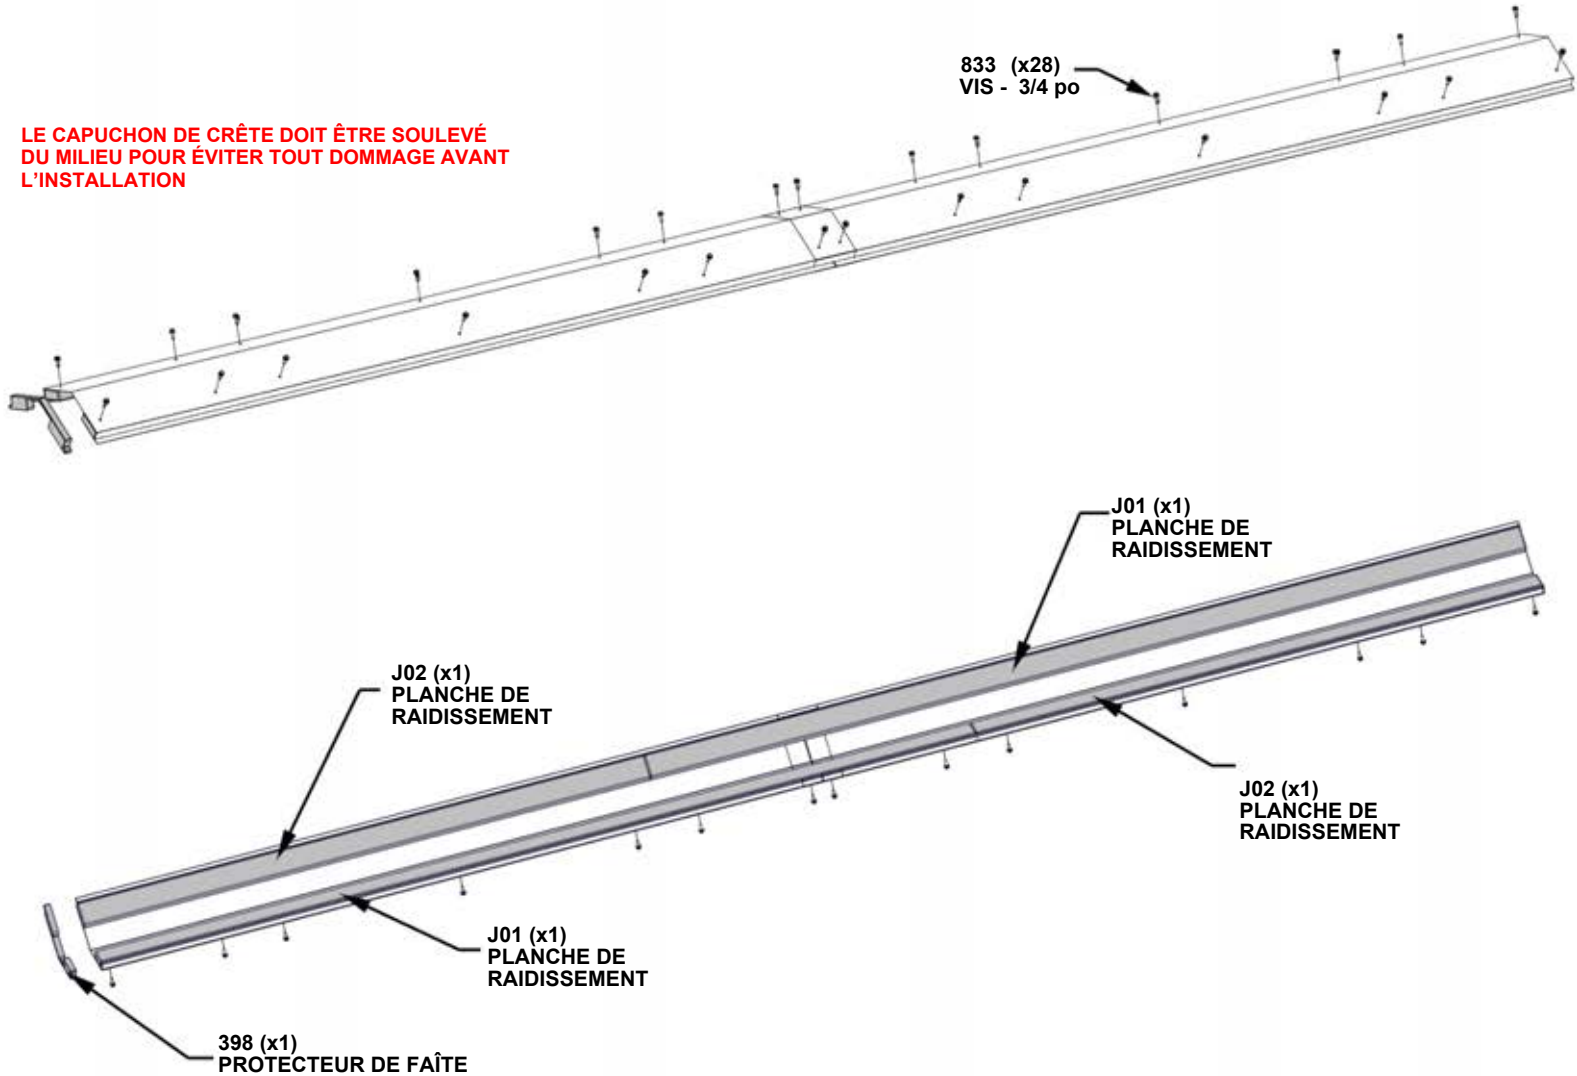 833 (x28)
VIS - 3/4 po
LE CAPUCHON DE CRÊTE DOIT ÊTRE SOULEVÉ
DU MILIEU POUR ÉVITER TOUT DOMMAGE AVANT
L'INSTALLATION
J01 (x1)
PLANCHE DE
RAIDISSEMENT
J02 (x1)
PLANCHE DE
RAIDISSEMENT
J02 (x1)
PLANCHE DE
RAIDISSEMENT
J01 (x1)
PLANCHE DE
RAIDISSEMENT
398 (x1)
PROTECTEUR DE FAÎTE